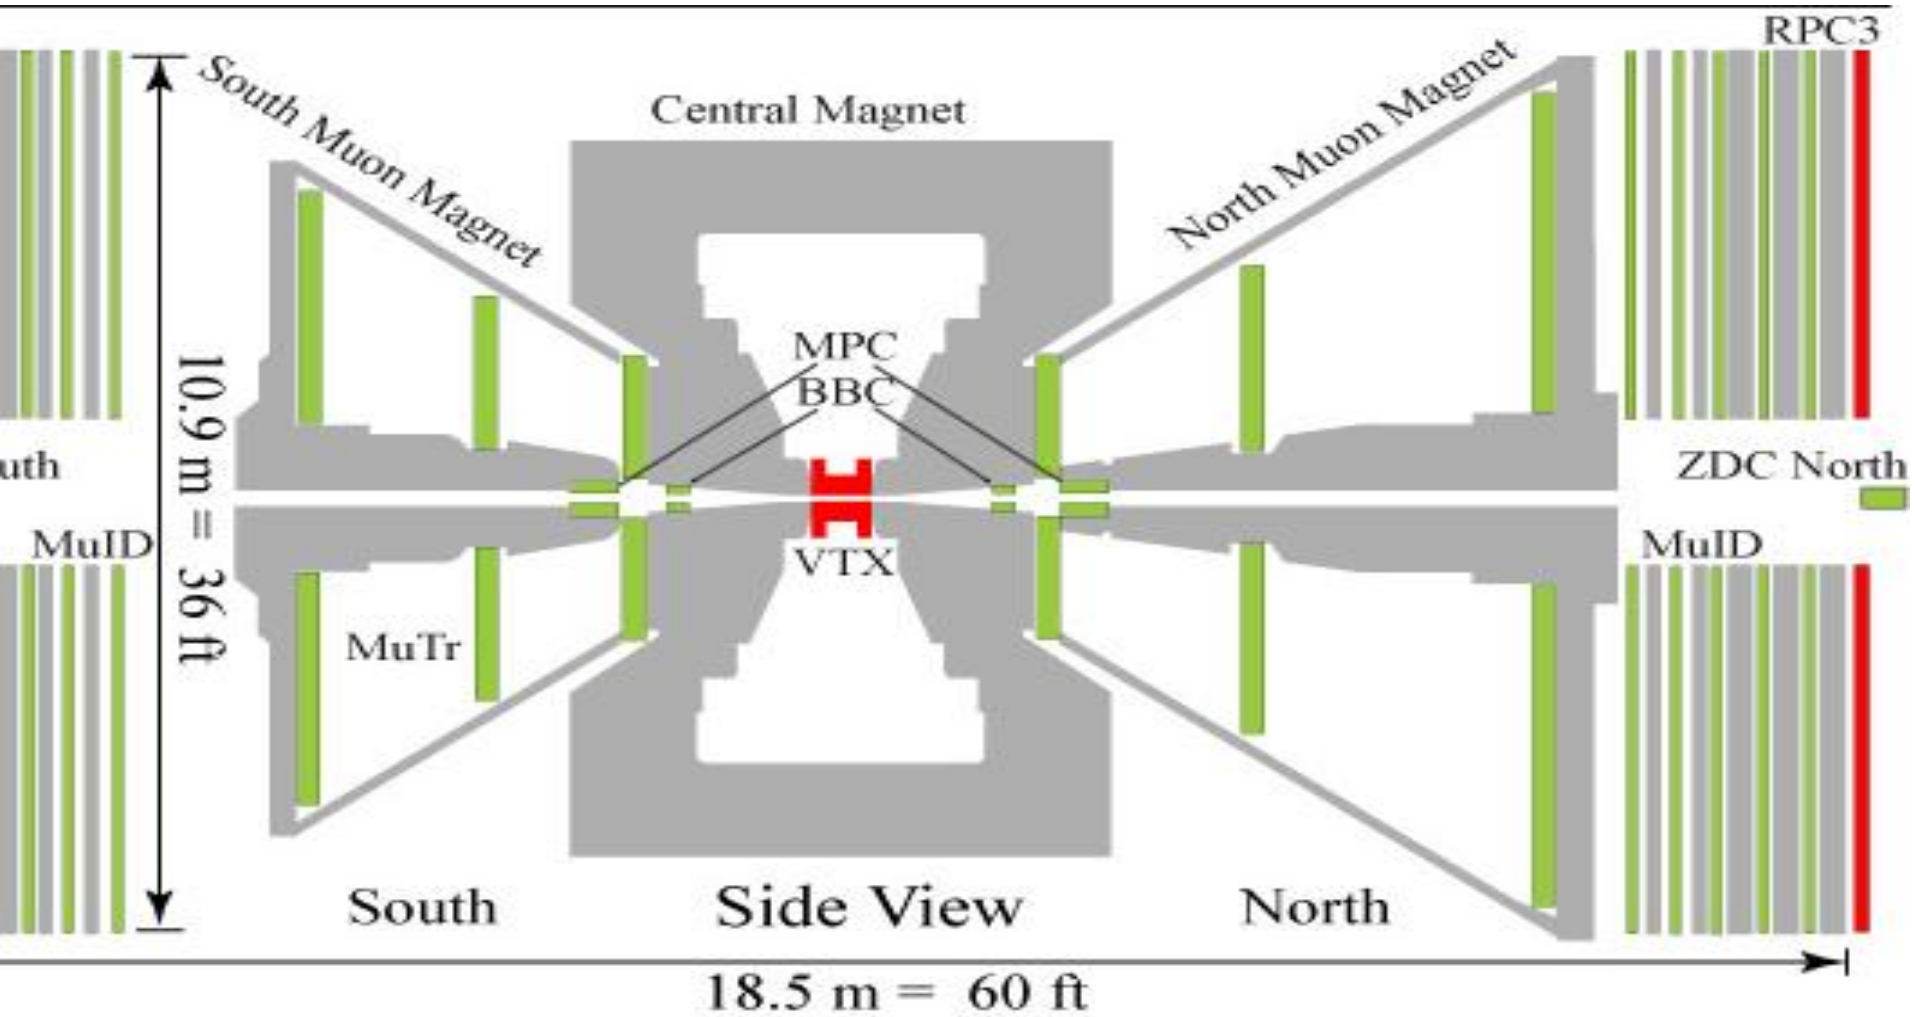 RPC3
South Muon Magnet
Central Magnet
North Muon Magnet
MPC
BBC
10.9 m = 36 ft
uth
ZDC North
MuID
VTX
MuID
MuTr
South
Side View
North
18.5 m = 60 ft